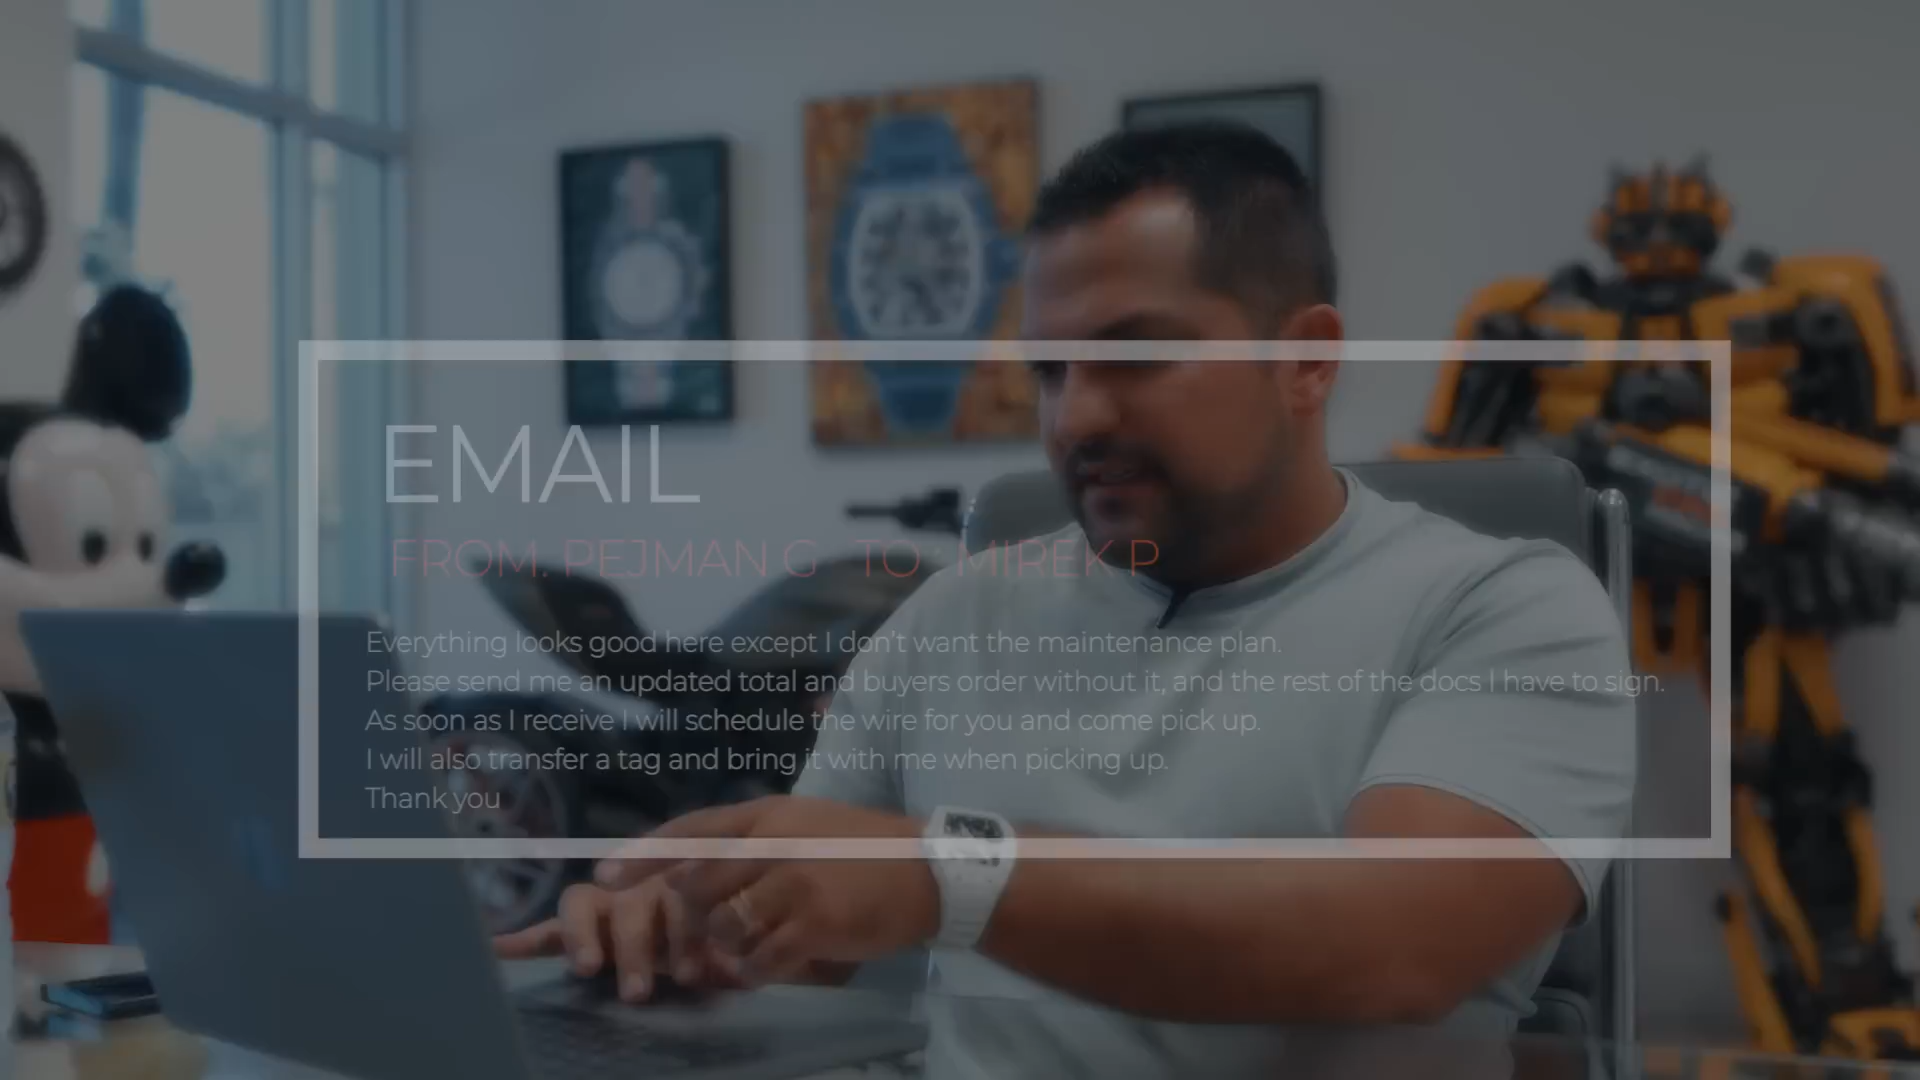 EMAIL
FROM. PEJMAN G TO : MIREK P
Everything looks good here except I don't want the maintenance plan.
Please send me an updated total and buyers order without it, and the rest of the docs I have to sign.
As soon as I receive I will schedule the wire for you and come pick up.
I will also transfer a tag and bring it with me when picking up.
Thank you